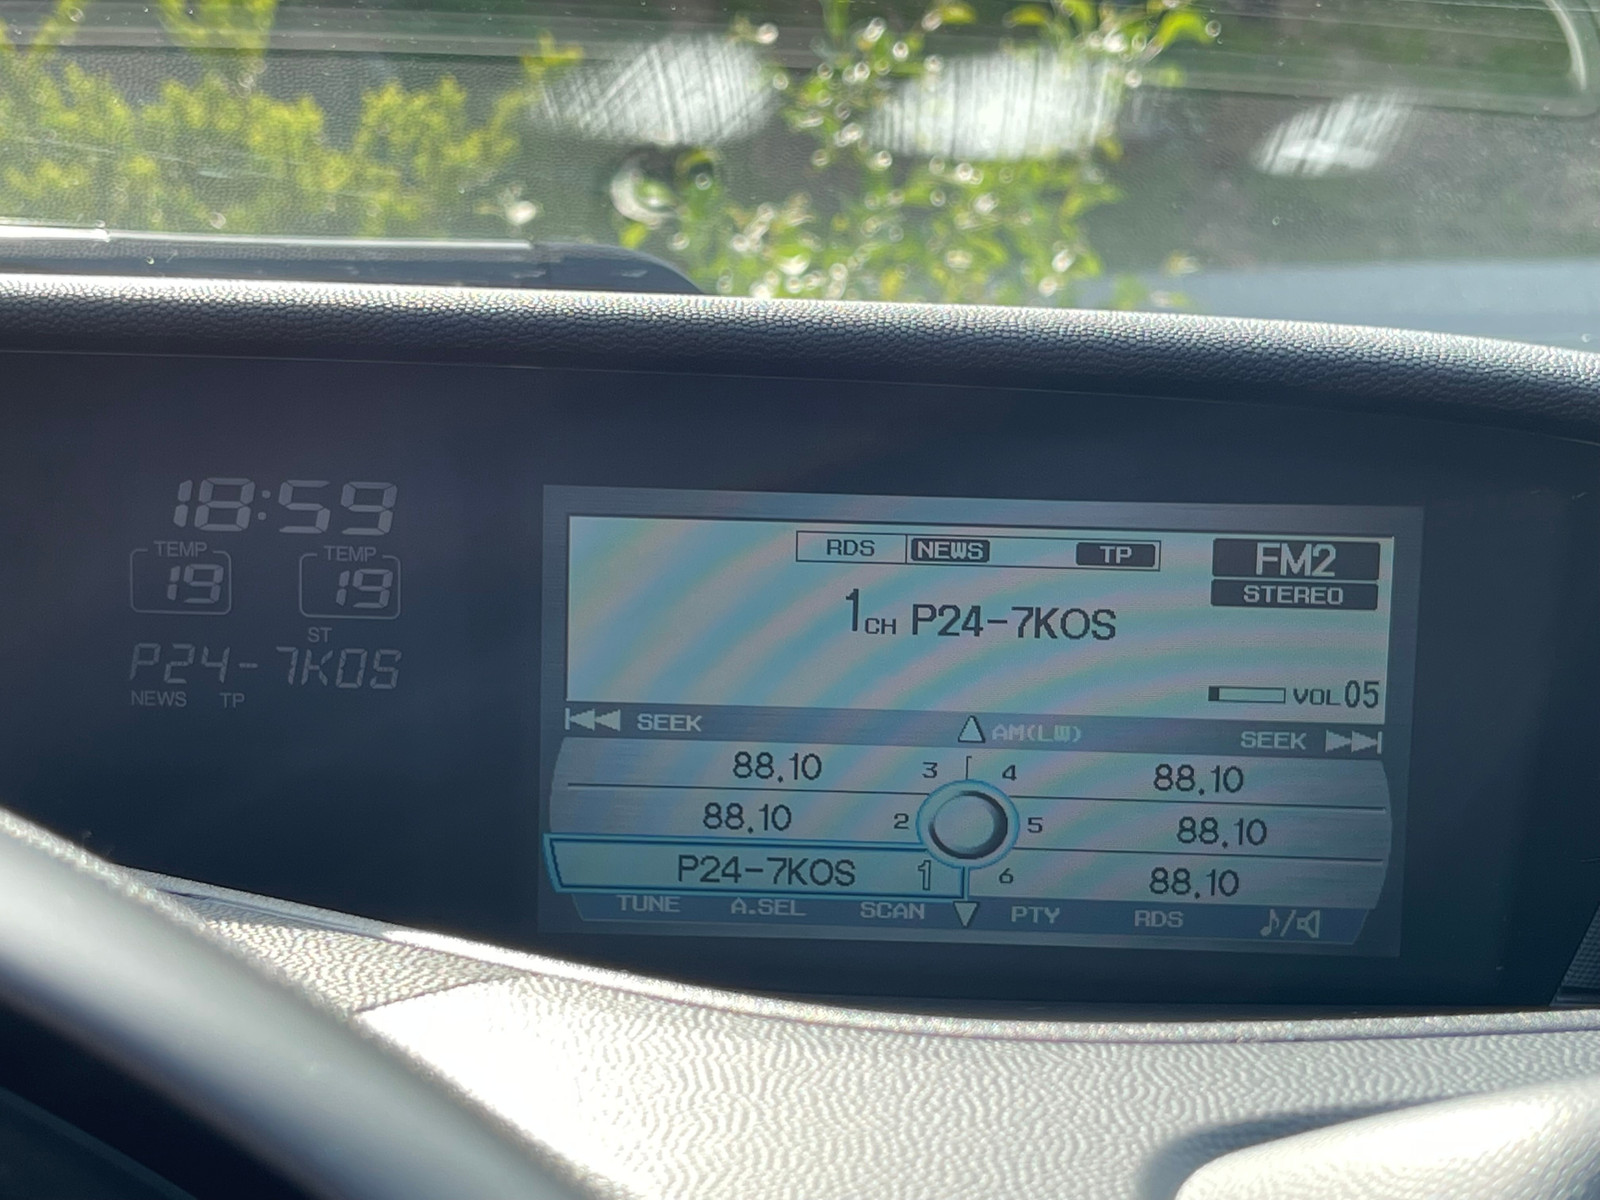 18:59
TEMP TEMP
19 19
ST
P24-7KOS
NEWS TP
RDS NEWS TP FM2
STEREO
1CH P24-7KOS
VOL 05
SEEK AM(LW) SEEK
88.10 3 4 88.10
88.10 2 5 88.10
P24-7KOS 1 6 88.10
TUNE A.SEL SCAN PTY RDS